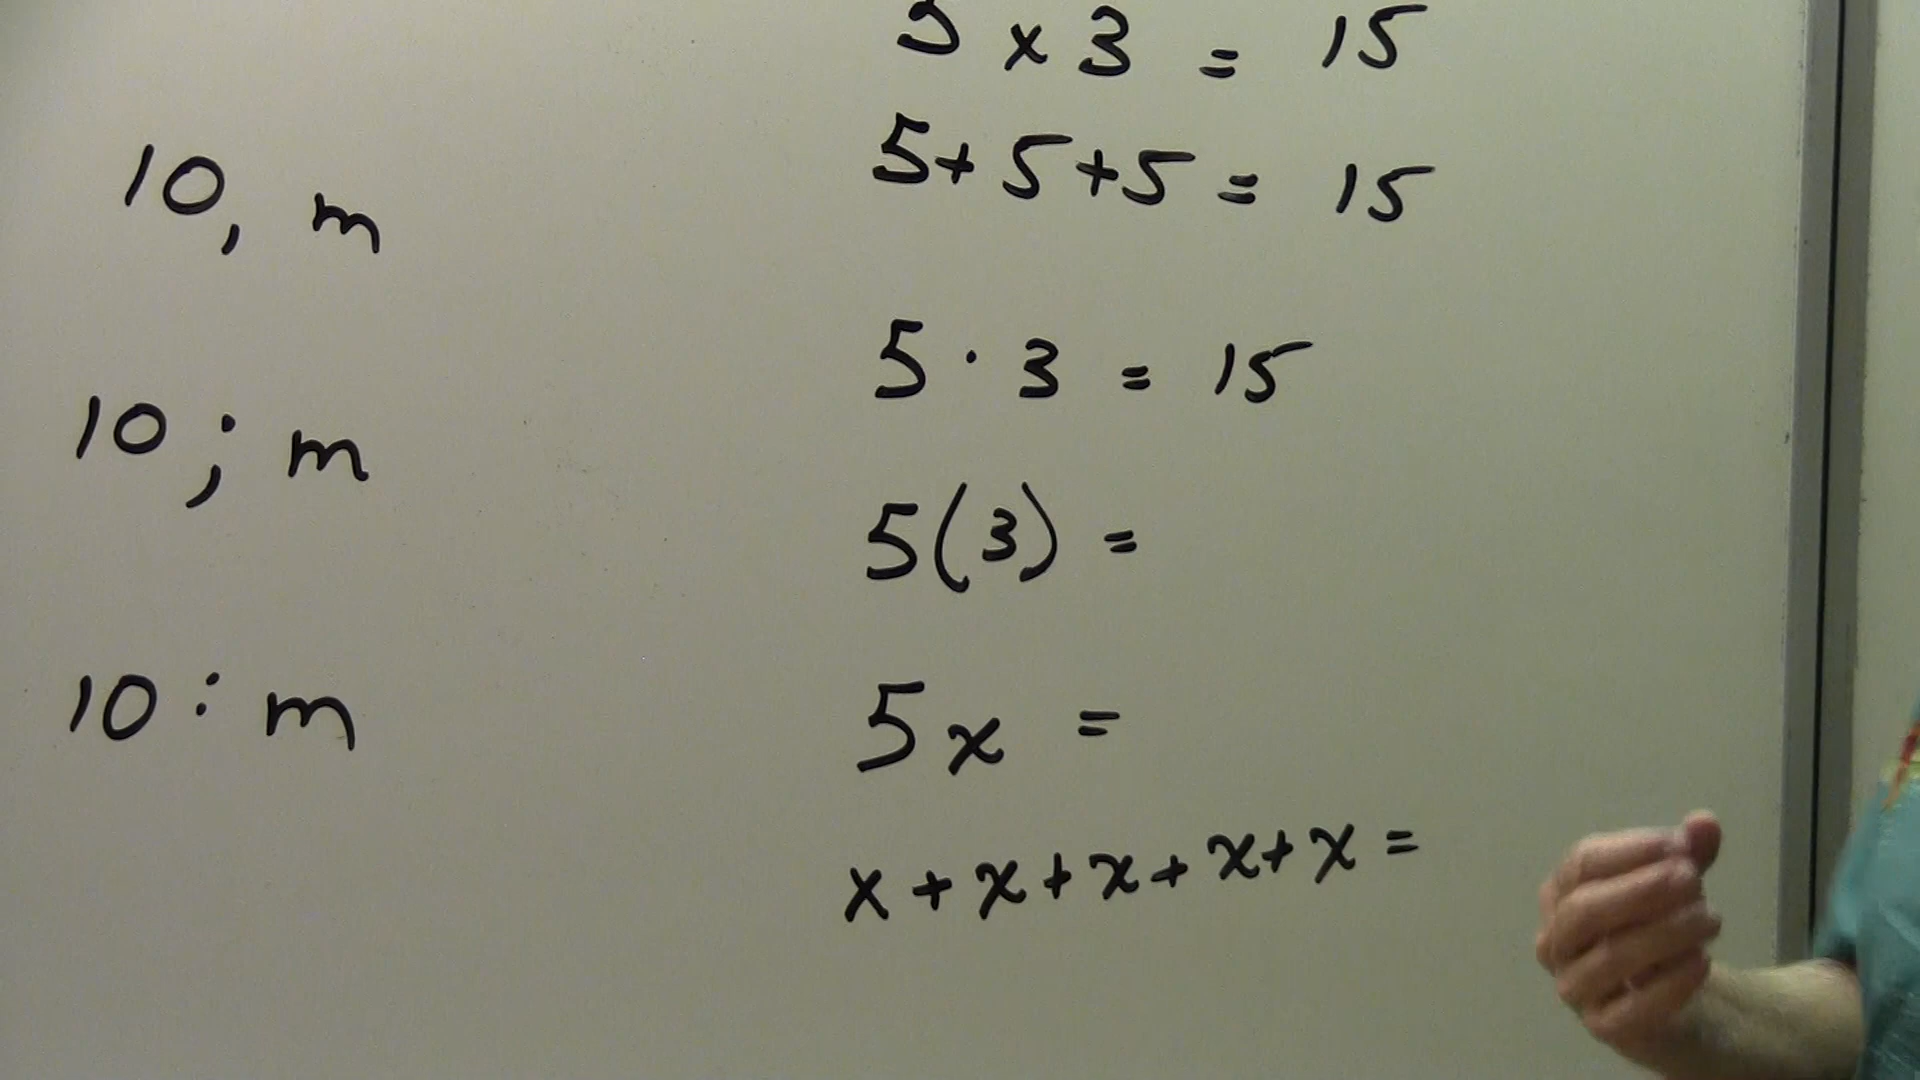 5 x 3 = 15
5+ 5+5 = 15
10, m
5 · 3 = 15
10 ; m
5(3) =
10 : m
5x =
x + x + x + x + x =